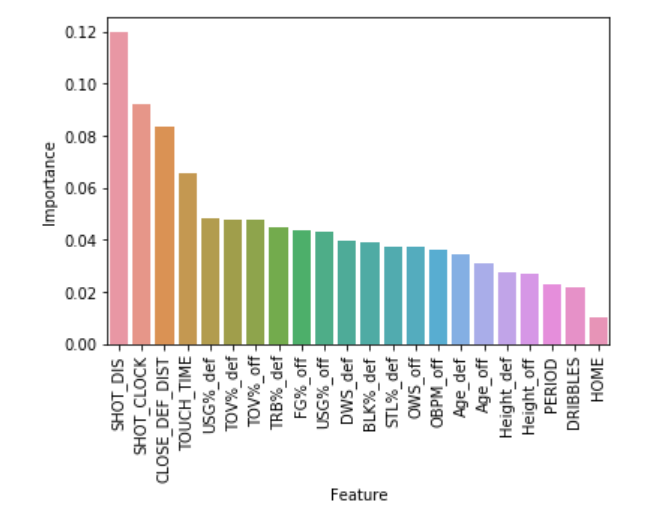 0.12
0.10
0.08
0.06
0.04
0.02
0.00
Importance
SHOT_DIS
SHOT_CLOCK
CLOSE_DEF_DIST
TOUCH_TIME
USG%_def
TOV%_def
TOV%_off
TRB%_def
FG%_off
USG%_off
DWS_def
BLK%_def
STL%_def
OWS_off
OBPM_off
Age_def
Age_off
Height_def
Height_off
PERIOD
DRIBBLES
HOME
Feature